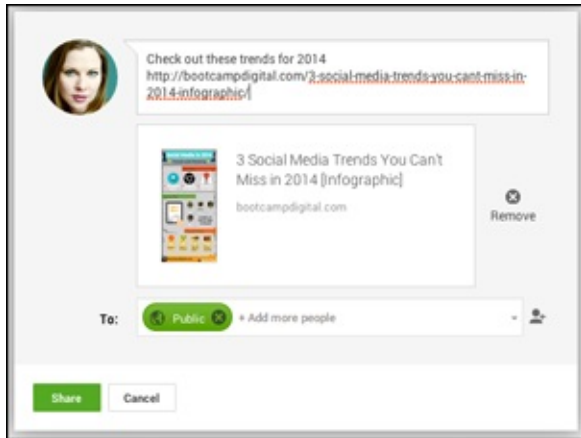 Check out these trends for 2014
http://bootcampdigital.com/3-social-media-trends-you-cant-miss-in-
2014-infographic/
3 Social Media Trends You Can't
Miss in 2014 [Infographic]
bootcampdigital.com
Remove
To:
Public
+ Add more people
Share
Cancel